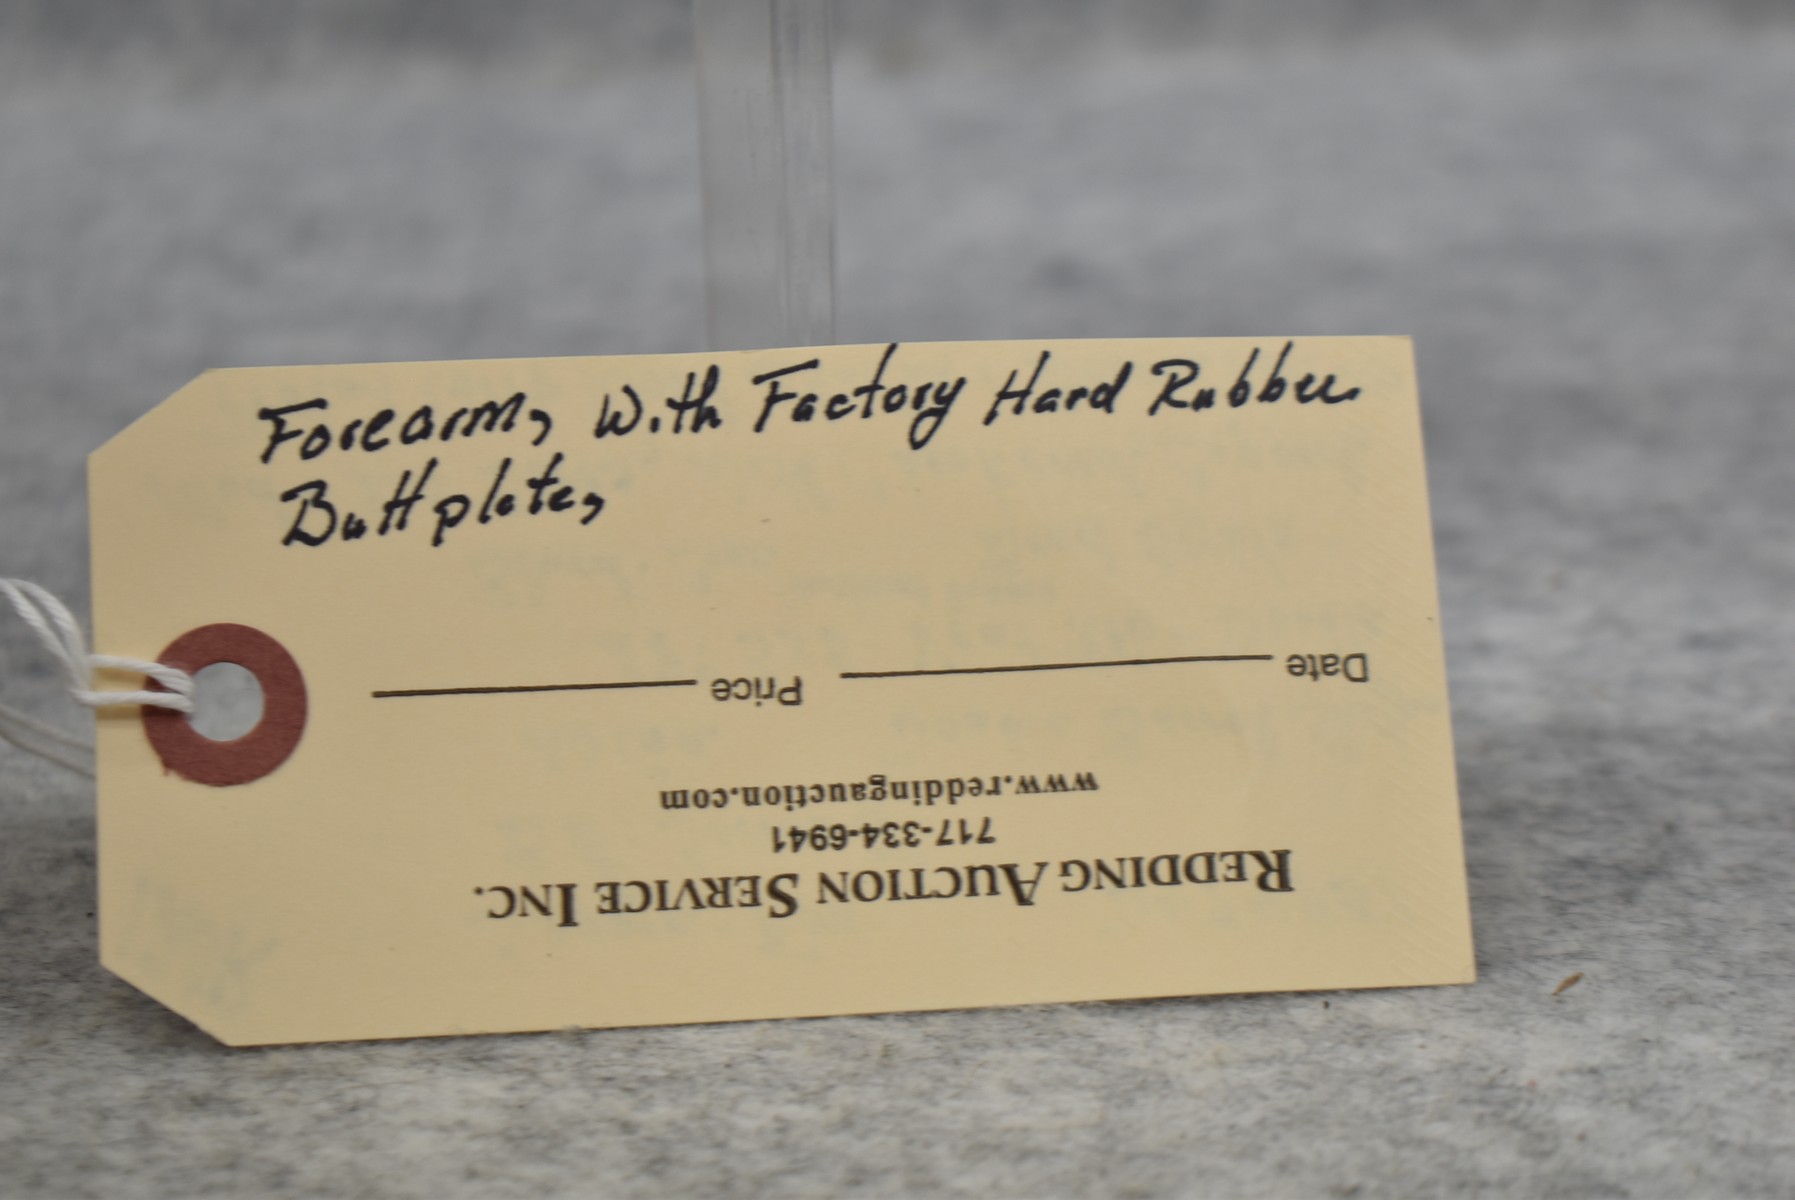 Forearm, With Factory Hard Rubber
Buttplate,
REDDING AUCTION SERVICE INC.
717-334-6941
www.reddingauction.com
Date Price